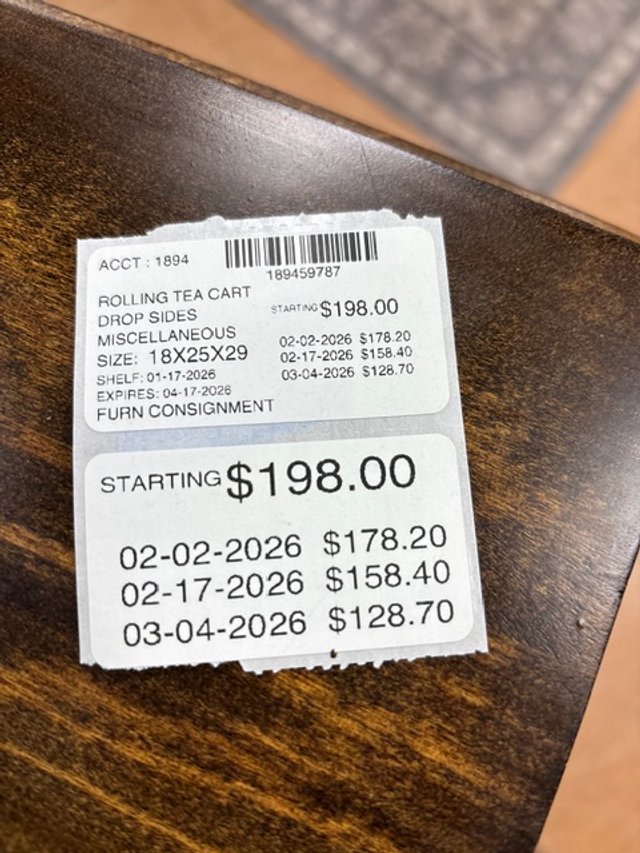 ACCT : 1894
189459787
ROLLING TEA CART
DROP SIDES
MISCELLANEOUS
SIZE: 18X25X29
SHELF: 01-17-2026
EXPIRES: 04-17-2026
FURN CONSIGNMENT
STARTING $198.00
02-02-2026 $178.20
02-17-2026 $158.40
03-04-2026 $128.70
STARTING $198.00
02-02-2026 $178.20
02-17-2026 $158.40
03-04-2026 $128.70